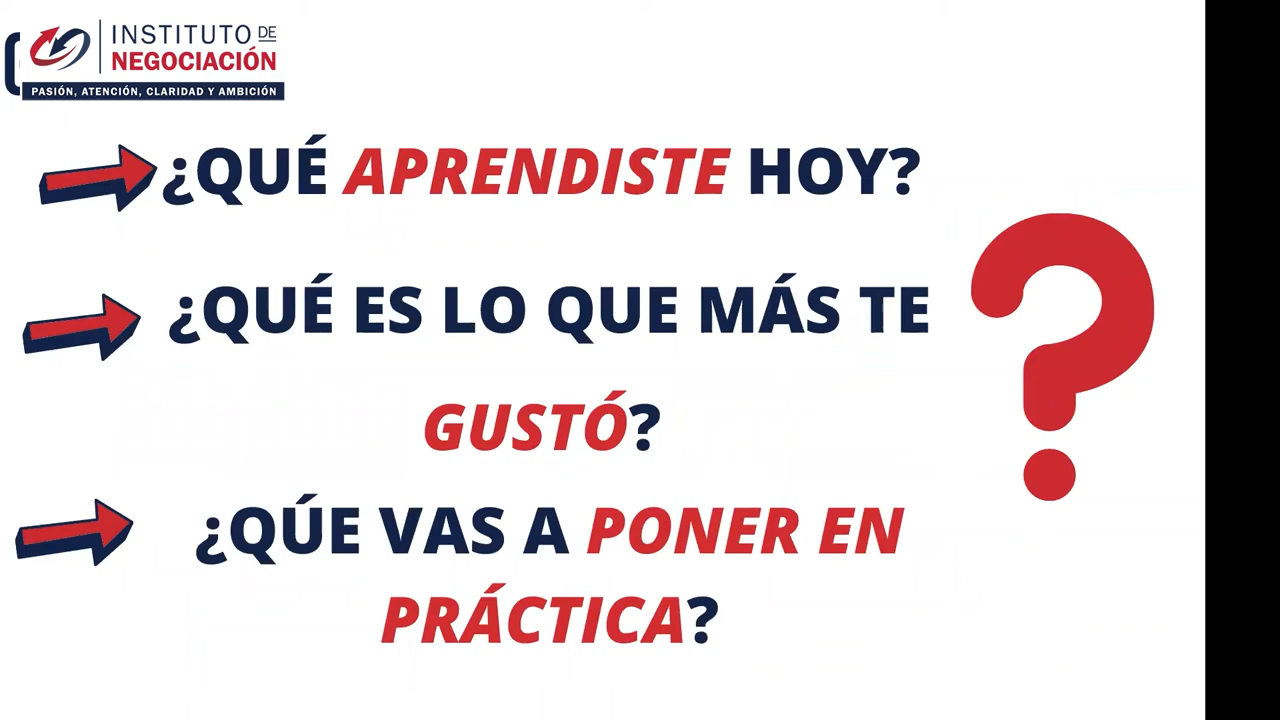 INSTITUTO DE
NEGOCIACIÓN
PASIÓN, ATENCIÓN, CLARIDAD Y AMBICIÓN
¿QUÉ APRENDISTE HOY?
¿QUÉ ES LO QUE MÁS TE
GUSTÓ?
¿QÚE VAS A PONER EN
PRÁCTICA?
?